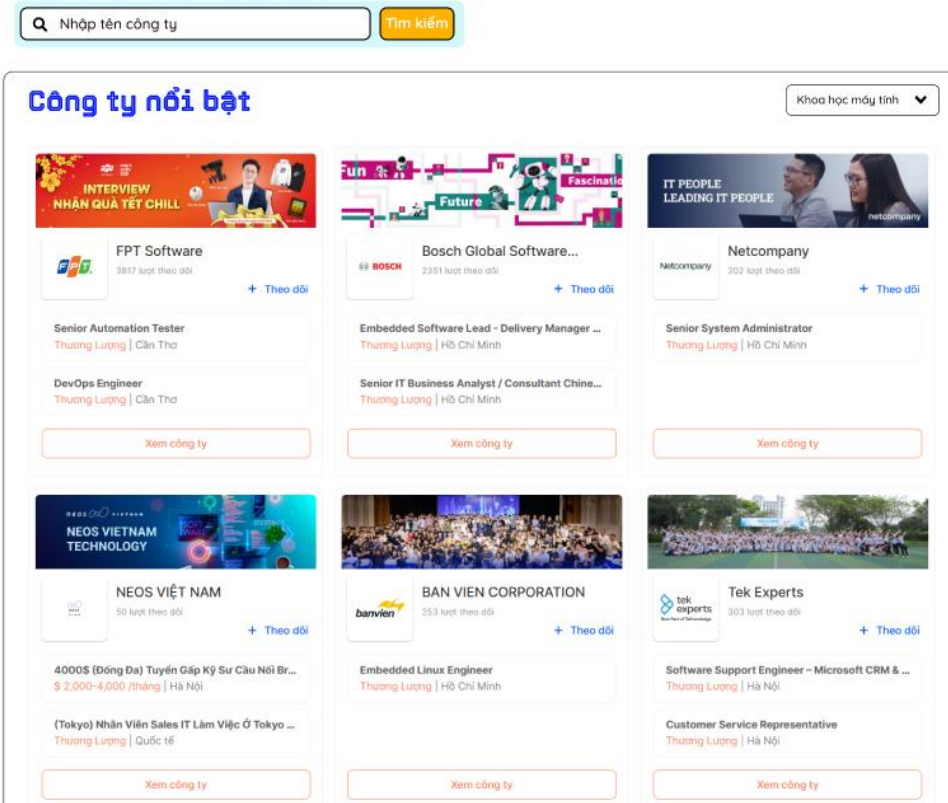 Nhập tên công ty
Tìm kiếm
Công ty nổi bật
Khoa học máy tính
FPT
INTERVIEW
NHẬN QUÀ TẾT CHILL
Fun
Fascinatio
Future
IT PEOPLE
LEADING IT PEOPLE
netcompany
FPT
FPT Software
3817 lượt theo dõi
+ Theo dõi
BOSCH
Bosch Global Software...
2351 lượt theo dõi
+ Theo dõi
Netcompany
Netcompany
202 lượt theo dõi
+ Theo dõi
Senior Automation Tester
Thương Lượng | Cần Thơ
DevOps Engineer
Thương Lượng | Cần Thơ
Xem công ty
Embedded Software Lead - Delivery Manager ...
Thương Lượng | Hồ Chí Minh
Senior IT Business Analyst / Consultant Chine...
Thương Lượng | Hồ Chí Minh
Xem công ty
Senior System Administrator
Thương Lượng | Hồ Chí Minh
Xem công ty
neos VIETNAM
NEOS VIETNAM
TECHNOLOGY
SOFT
WARE
NEOS VIỆT NAM
50 lượt theo dõi
+ Theo dõi
banvien
BAN VIEN CORPORATION
253 lượt theo dõi
+ Theo dõi
tek
experts
Tek Experts
303 lượt theo dõi
+ Theo dõi
4000$ (Đống Đa) Tuyển Gấp Kỹ Sư Cầu Nối Br...
$ 2,000-4,000 /tháng | Hà Nội
(Tokyo) Nhân Viên Sales IT Làm Việc Ở Tokyo ...
Thương Lượng | Quốc tế
Xem công ty
Embedded Linux Engineer
Thương Lượng | Hồ Chí Minh
Xem công ty
Software Support Engineer – Microsoft CRM & ...
Thương Lượng | Hà Nội
Customer Service Representative
Thương Lượng | Hà Nội
Xem công ty